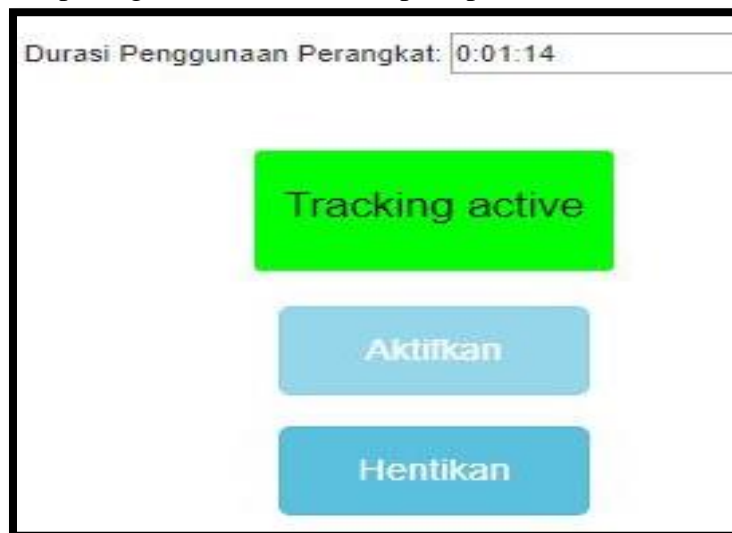 Durasi Penggunaan Perangkat: 0:01:14
Tracking active
Aktifkan
Hentikan